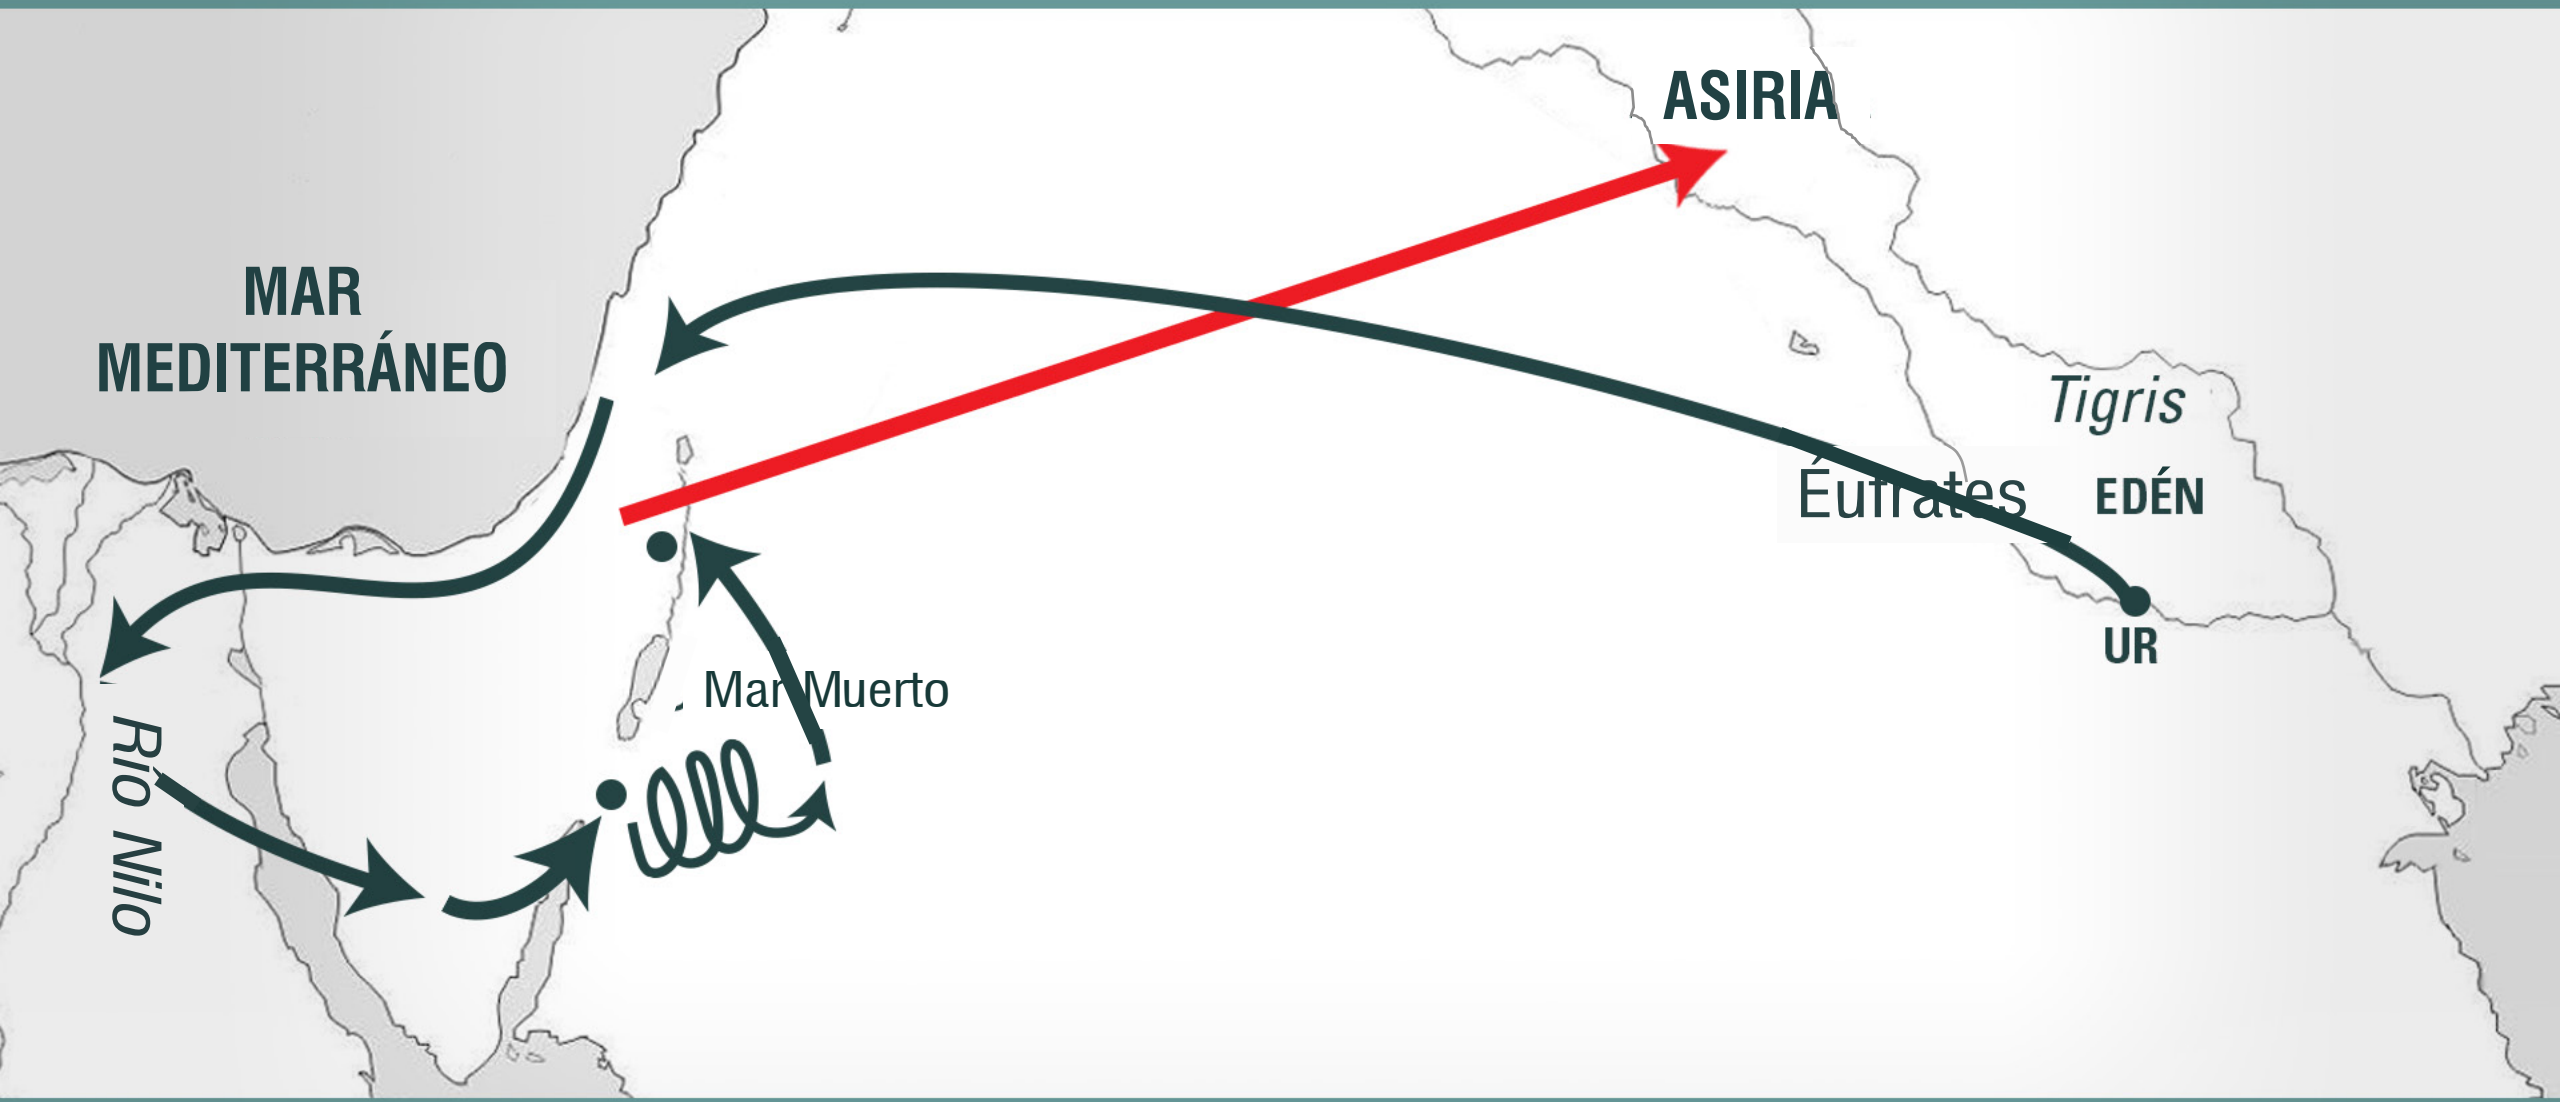 ASIRIA
MAR
MEDITERRÁNEO
Tigris
Éufrates
EDÉN
UR
Mar Muerto
Río Nilo